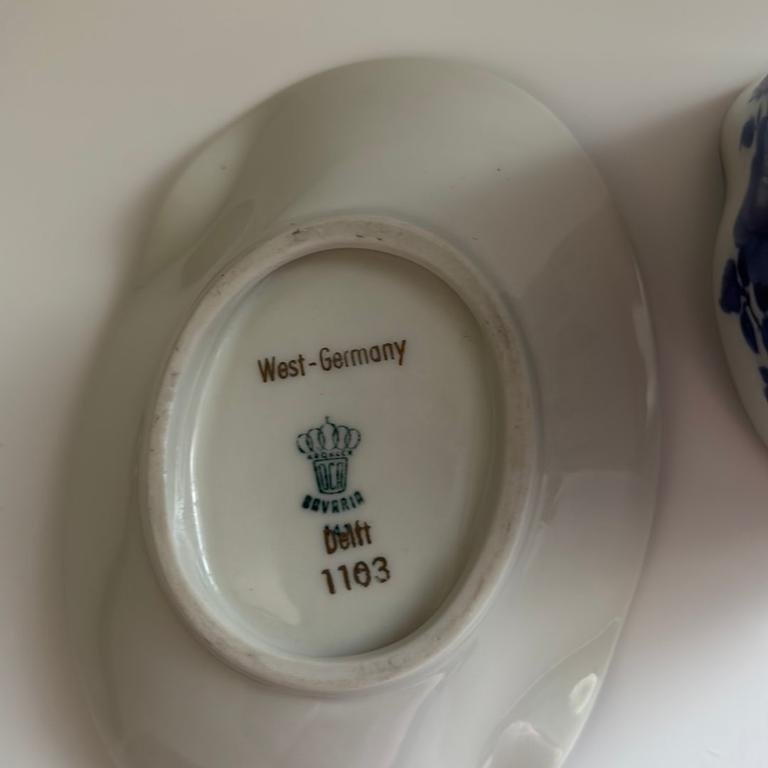 West-Germany
BAVARIA
Delft
1103